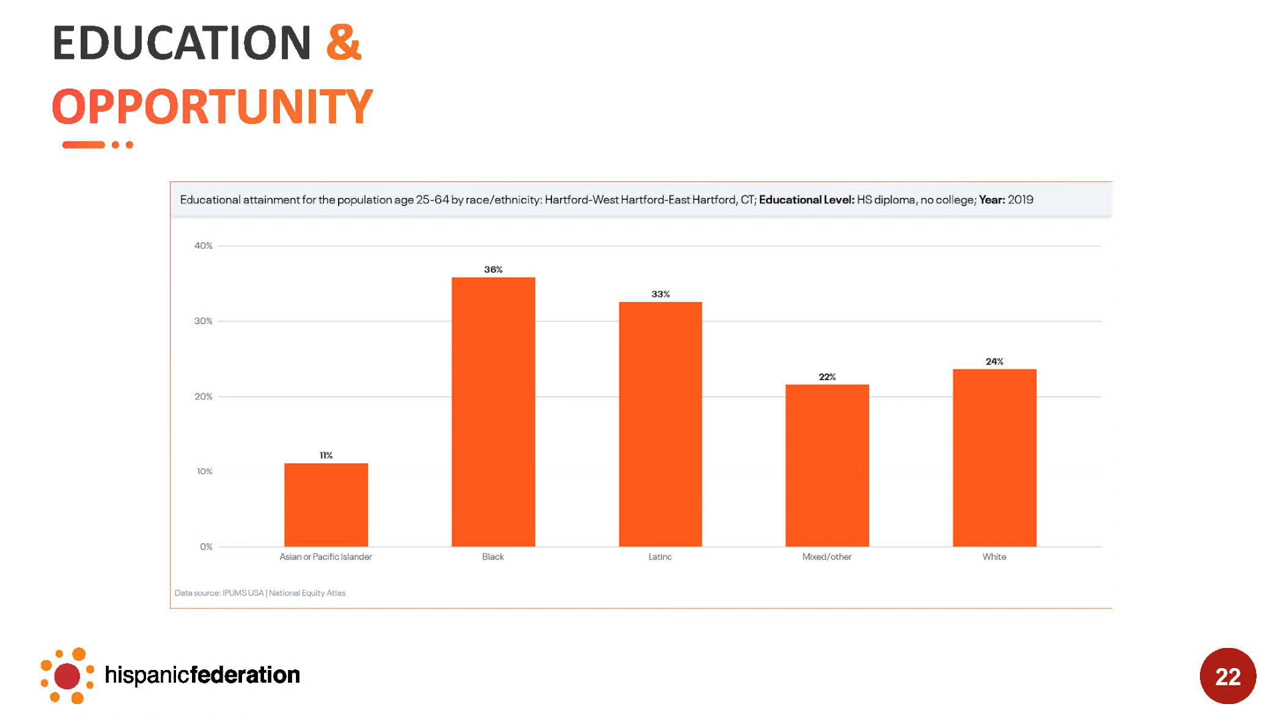 EDUCATION &
OPPORTUNITY
Educational attainment for the population age 25-64 by race/ethnicity: Hartford-West Hartford-East Hartford, CT; Educational Level: HS diploma, no college; Year: 2019
40%
30%
20%
10%
0%
11%
36%
33%
22%
24%
Asian or Pacific Islander
Black
Latino
Mixed/other
White
Data source: IPUMS USA | National Equity Atlas
hispanicfederation
22